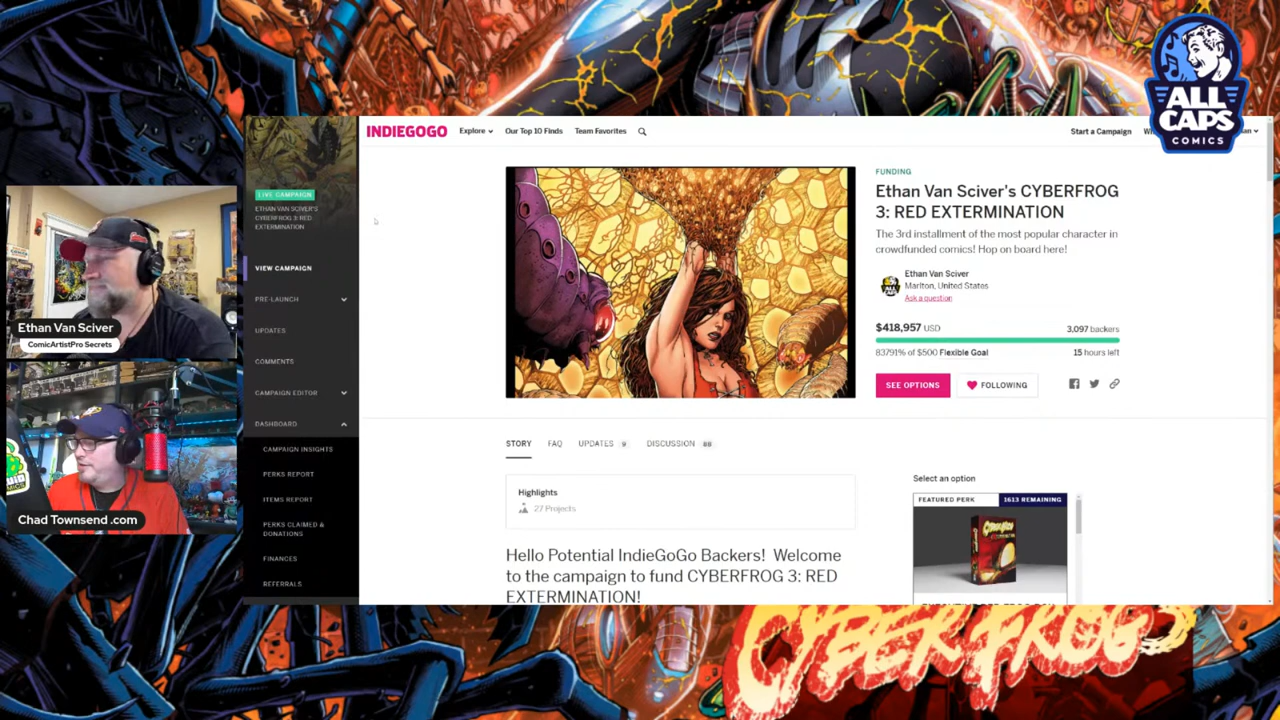 ALL
CAPS
COMICS
INDIEGOGO
Explore
Our Top 10 Finds
Team Favorites
Start a Campaign
LIVE CAMPAIGN
ETHAN VAN SCIVER'S
CYBERFROG 3: RED
EXTERMINATION
VIEW CAMPAIGN
PRE-LAUNCH
UPDATES
COMMENTS
CAMPAIGN EDITOR
DASHBOARD
CAMPAIGN INSIGHTS
PERKS REPORT
ITEMS REPORT
PERKS CLAIMED &
DONATIONS
FINANCES
REFERRALS
Ethan Van Sciver
ComicArtistPro Secrets
Chad Townsend .com
FUNDING
Ethan Van Sciver's CYBERFROG
3: RED EXTERMINATION
The 3rd installment of the most popular character in
crowdfunded comics! Hop on board here!
Ethan Van Sciver
Marlton, United States
Ask a question
$418,957 USD
3,097 backers
83791% of $500 Flexible Goal
15 hours left
SEE OPTIONS
FOLLOWING
STORY
FAQ
UPDATES 9
DISCUSSION 88
Highlights
27 Projects
Hello Potential IndieGoGo Backers! Welcome
to the campaign to fund CYBERFROG 3: RED
EXTERMINATION!
Select an option
FEATURED PERK
1613 REMAINING
CYBERFROG
CYBERFROG